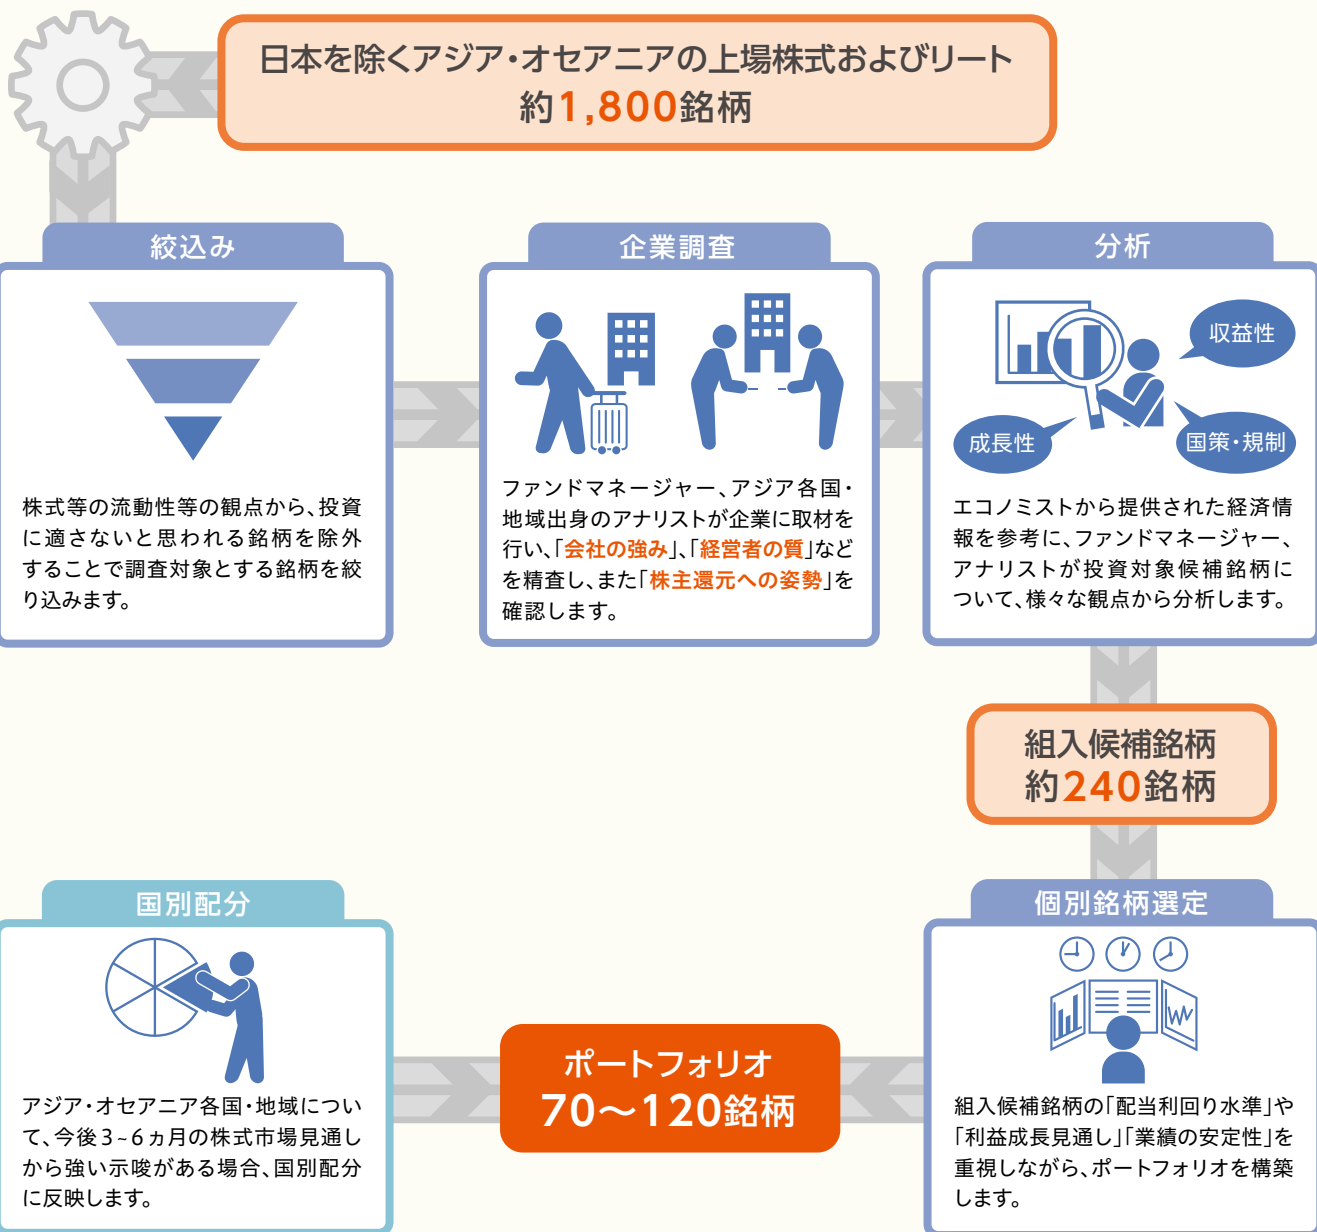 日本を除くアジア・オセアニアの上場株式およびリート
約1,800銘柄
絞込み
株式等の流動性等の観点から、投資
に適さないと思われる銘柄を除外
することで調査対象とする銘柄を絞
り込みます。
企業調査
ファンドマネージャー、アジア各国・
地域出身のアナリストが企業に取材を
行い、「会社の強み」、「経営者の質」など
を精査し、また「株主還元への姿勢」を
確認します。
分析
収益性
成長性
国策・規制
エコノミストから提供された経済情
報を参考に、ファンドマネージャー、
アナリストが投資対象候補銘柄に
ついて、様々な観点から分析します。
組入候補銘柄
約240銘柄
個別銘柄選定
組入候補銘柄の「配当利回り水準」や
「利益成長見通し」「業績の安定性」を
重視しながら、ポートフォリオを構築
します。
国別配分
アジア・オセアニア各国・地域につい
て、今後3~6ヵ月の株式市場見通し
から強い示唆がある場合、国別配分
に反映します。
ポートフォリオ
70〜120銘柄